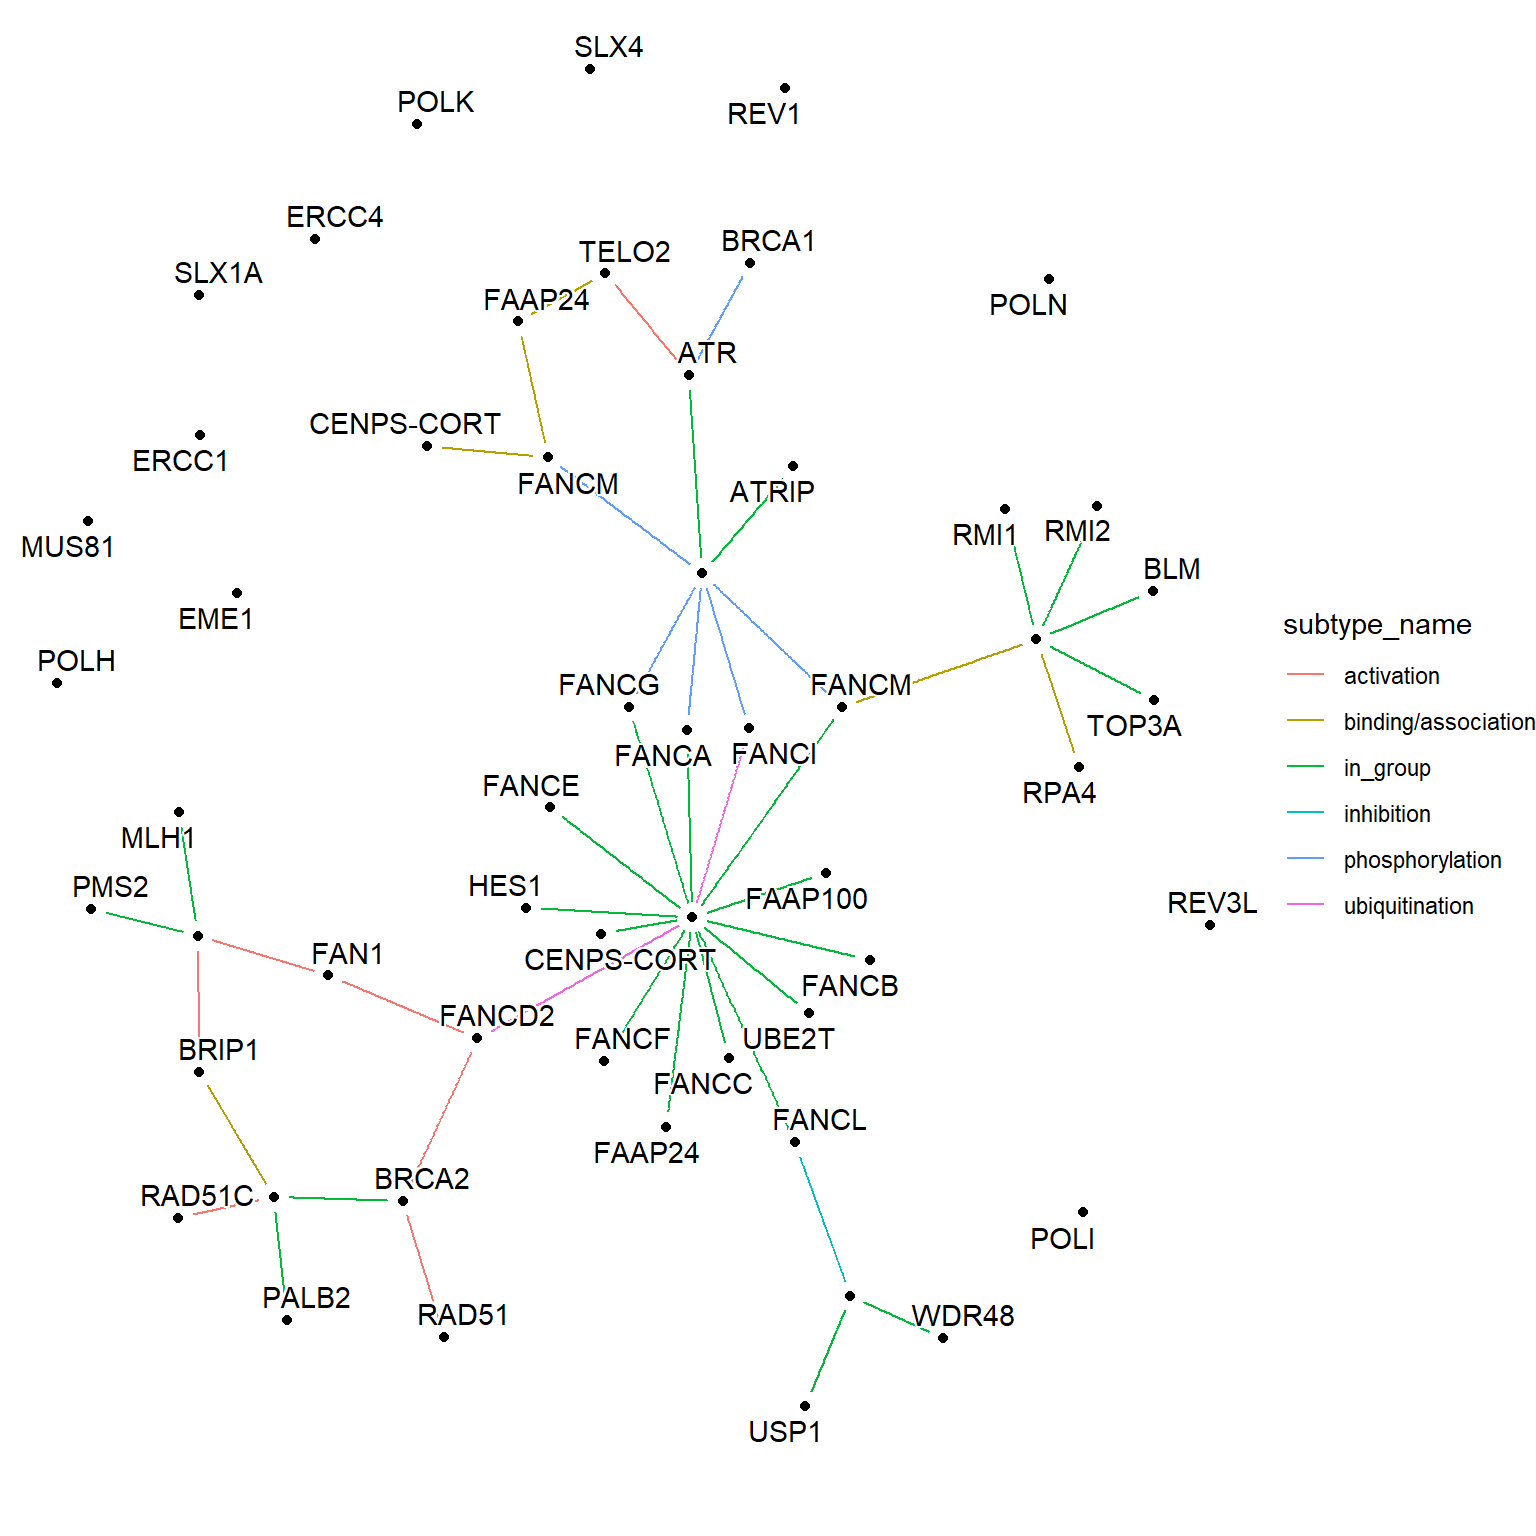 SLX4
POLK
REV1
ERCC4
TELO2
BRCA1
SLX1A
FAAP24
POLN
ATR
CENPS-CORT
ERCC1
FANCM
ATRIP
RMI1
RMI2
MUS81
BLM
EME1
subtype_name
POLH
activation
FANCG
FANCM
binding/association
TOP3A
FANCA
FANCI
in_group
FANCE
RPA4
inhibition
MLH1
phosphorylation
PMS2
HES1
FAAP100
REV3L
ubiquitination
FAN1
CENPS-CORT
FANCB
FANCD2
BRIP1
FANCF
UBE2T
FANCC
FANCL
FAAP24
BRCA2
RAD51C
POLI
PALB2
RAD51
WDR48
USP1